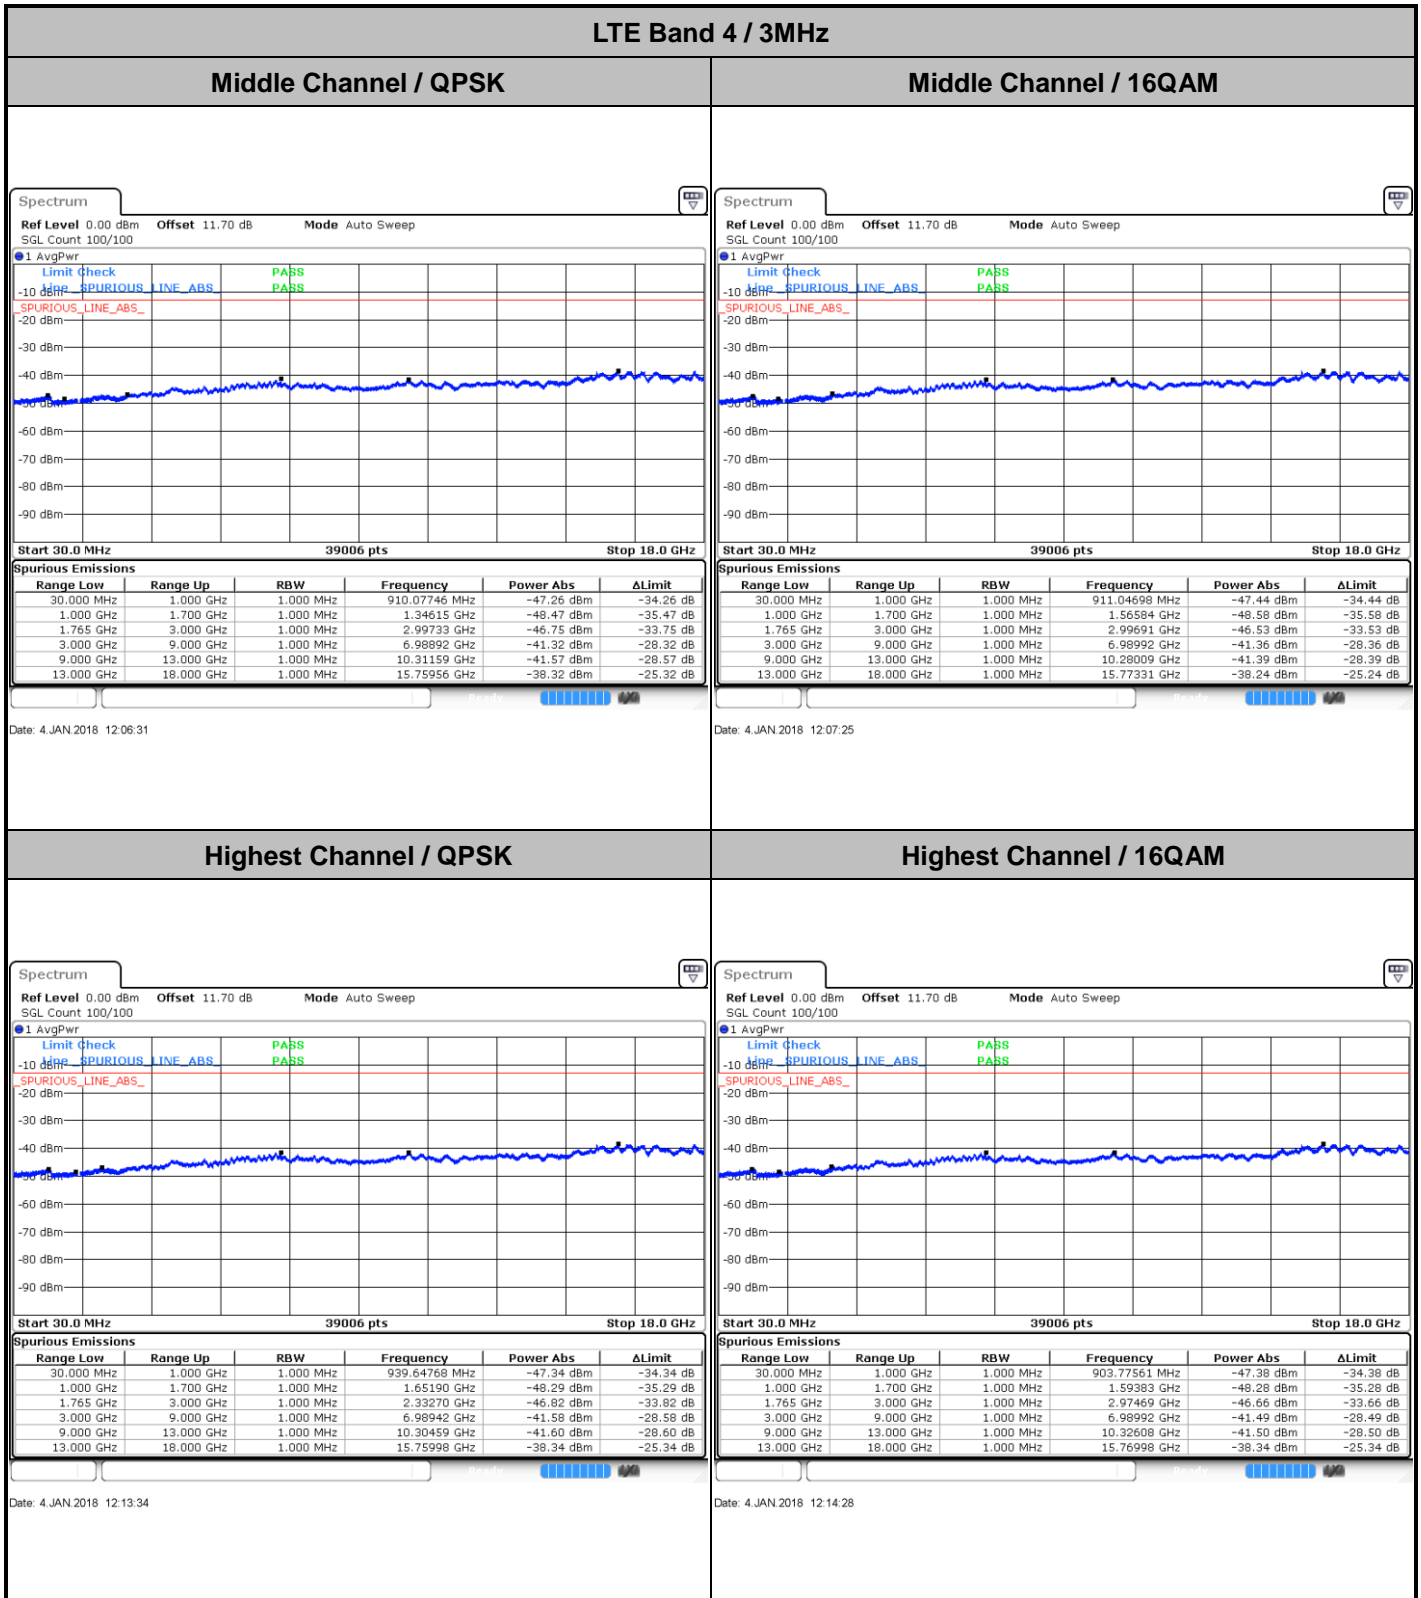 LTE Band 4 / 3MHz
Middle Channel / QPSK
Middle Channel / 16QAM
Spectrum
Ref Level 0.00 dBm Offset 11.70 dB Mode Auto Sweep
SGL Count 100/100
1 AvgPwr
Limit Check PASS
Line _SPURIOUS_LINE_ABS_ PASS
-10 dBm
_SPURIOUS_LINE_ABS_
-20 dBm
-30 dBm
-40 dBm
-50 dBm
-60 dBm
-70 dBm
-80 dBm
-90 dBm
Start 30.0 MHz 39006 pts Stop 18.0 GHz
Spurious Emissions
Range Low Range Up RBW Frequency Power Abs ΔLimit
30.000 MHz 1.000 GHz 1.000 MHz 910.07746 MHz -47.26 dBm -34.26 dB
1.000 GHz 1.700 GHz 1.000 MHz 1.34615 GHz -48.47 dBm -35.47 dB
1.765 GHz 3.000 GHz 1.000 MHz 2.99733 GHz -46.75 dBm -33.75 dB
3.000 GHz 9.000 GHz 1.000 MHz 6.98892 GHz -41.32 dBm -28.32 dB
9.000 GHz 13.000 GHz 1.000 MHz 10.31159 GHz -41.57 dBm -28.57 dB
13.000 GHz 18.000 GHz 1.000 MHz 15.75956 GHz -38.32 dBm -25.32 dB
Ready
Date: 4.JAN.2018 12:06:31
Spectrum
Ref Level 0.00 dBm Offset 11.70 dB Mode Auto Sweep
SGL Count 100/100
1 AvgPwr
Limit Check PASS
Line _SPURIOUS_LINE_ABS_ PASS
-10 dBm
_SPURIOUS_LINE_ABS_
-20 dBm
-30 dBm
-40 dBm
-50 dBm
-60 dBm
-70 dBm
-80 dBm
-90 dBm
Start 30.0 MHz 39006 pts Stop 18.0 GHz
Spurious Emissions
Range Low Range Up RBW Frequency Power Abs ΔLimit
30.000 MHz 1.000 GHz 1.000 MHz 911.04698 MHz -47.44 dBm -34.44 dB
1.000 GHz 1.700 GHz 1.000 MHz 1.56584 GHz -48.58 dBm -35.58 dB
1.765 GHz 3.000 GHz 1.000 MHz 2.99691 GHz -46.53 dBm -33.53 dB
3.000 GHz 9.000 GHz 1.000 MHz 6.98992 GHz -41.36 dBm -28.36 dB
9.000 GHz 13.000 GHz 1.000 MHz 10.28009 GHz -41.39 dBm -28.39 dB
13.000 GHz 18.000 GHz 1.000 MHz 15.77331 GHz -38.24 dBm -25.24 dB
Ready
Date: 4.JAN.2018 12:07:25
Highest Channel / QPSK
Highest Channel / 16QAM
Spectrum
Ref Level 0.00 dBm Offset 11.70 dB Mode Auto Sweep
SGL Count 100/100
1 AvgPwr
Limit Check PASS
Line _SPURIOUS_LINE_ABS_ PASS
-10 dBm
_SPURIOUS_LINE_ABS_
-20 dBm
-30 dBm
-40 dBm
-50 dBm
-60 dBm
-70 dBm
-80 dBm
-90 dBm
Start 30.0 MHz 39006 pts Stop 18.0 GHz
Spurious Emissions
Range Low Range Up RBW Frequency Power Abs ΔLimit
30.000 MHz 1.000 GHz 1.000 MHz 939.64768 MHz -47.34 dBm -34.34 dB
1.000 GHz 1.700 GHz 1.000 MHz 1.65190 GHz -48.29 dBm -35.29 dB
1.765 GHz 3.000 GHz 1.000 MHz 2.33270 GHz -46.82 dBm -33.82 dB
3.000 GHz 9.000 GHz 1.000 MHz 6.98942 GHz -41.58 dBm -28.58 dB
9.000 GHz 13.000 GHz 1.000 MHz 10.30459 GHz -41.60 dBm -28.60 dB
13.000 GHz 18.000 GHz 1.000 MHz 15.75998 GHz -38.34 dBm -25.34 dB
Ready
Date: 4.JAN.2018 12:13:34
Spectrum
Ref Level 0.00 dBm Offset 11.70 dB Mode Auto Sweep
SGL Count 100/100
1 AvgPwr
Limit Check PASS
Line _SPURIOUS_LINE_ABS_ PASS
-10 dBm
_SPURIOUS_LINE_ABS_
-20 dBm
-30 dBm
-40 dBm
-50 dBm
-60 dBm
-70 dBm
-80 dBm
-90 dBm
Start 30.0 MHz 39006 pts Stop 18.0 GHz
Spurious Emissions
Range Low Range Up RBW Frequency Power Abs ΔLimit
30.000 MHz 1.000 GHz 1.000 MHz 903.77561 MHz -47.38 dBm -34.38 dB
1.000 GHz 1.700 GHz 1.000 MHz 1.59383 GHz -48.28 dBm -35.28 dB
1.765 GHz 3.000 GHz 1.000 MHz 2.97469 GHz -46.66 dBm -33.66 dB
3.000 GHz 9.000 GHz 1.000 MHz 6.98992 GHz -41.49 dBm -28.49 dB
9.000 GHz 13.000 GHz 1.000 MHz 10.32608 GHz -41.50 dBm -28.50 dB
13.000 GHz 18.000 GHz 1.000 MHz 15.76998 GHz -38.34 dBm -25.34 dB
Ready
Date: 4.JAN.2018 12:14:28